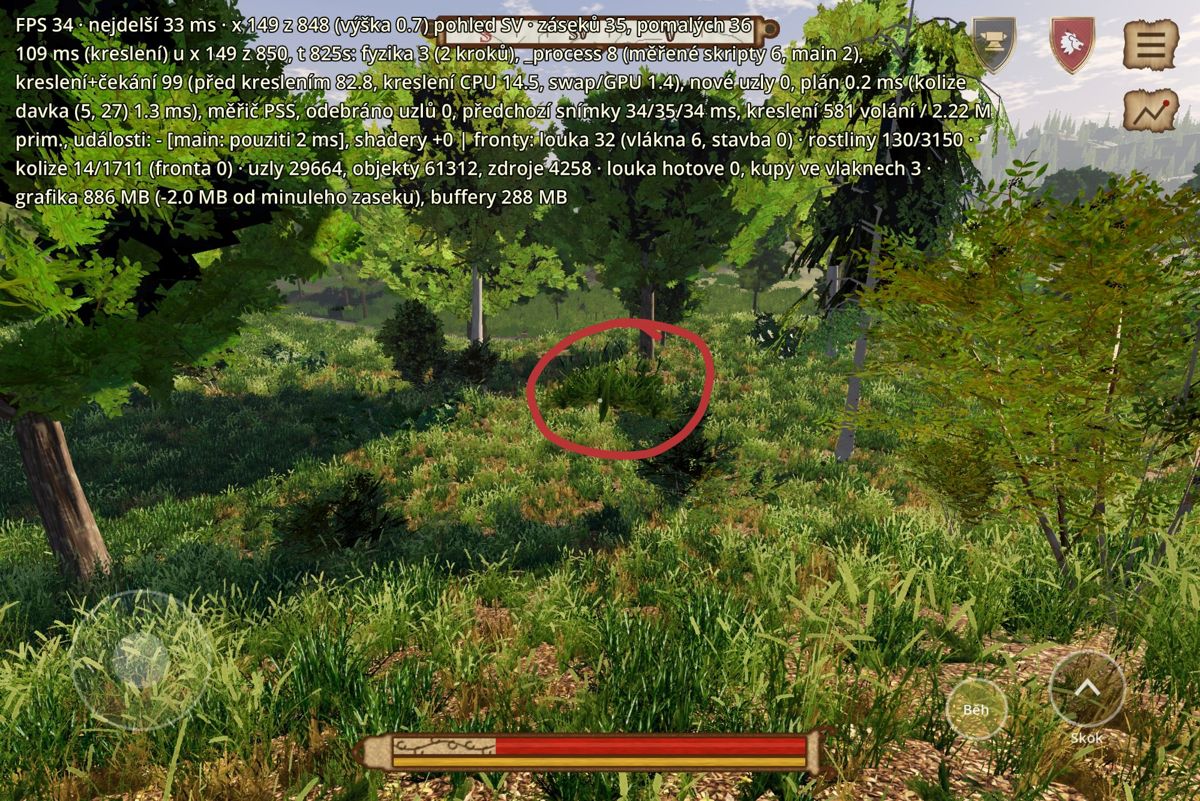 FPS 34 · nejdelší 33 ms · x 149 z 848 (výška 0.7) pohled SV · záseků 35, pomalých 36
109 ms (kreslení) u x 149 z 850, t 825s: fyzika 3 (2 kroků), _process 8 (měřené skripty 6, main 2),
kreslení+čekání 99 (před kreslením 82.8, kreslení CPU 14.5, swap/GPU 1.4), nové uzly 0, plán 0.2 ms (kolize
davka (5, 27) 1.3 ms), měřič PSS, odebráno uzlů 0, předchozí snímky 34/35/34 ms, kreslení 581 volání / 2.22 M
prim., události: - [main: pouziti 2 ms], shadery +0 | fronty: louka 32 (vlákna 6, stavba 0) · rostliny 130/3150 ·
kolize 14/1711 (fronta 0) · uzly 29664, objekty 61312, zdroje 4258 · louka hotove 0, kupy ve vlaknech 3 ·
grafika 886 MB (-2.0 MB od minuleho zaseku), buffery 288 MB
Běh
Skok